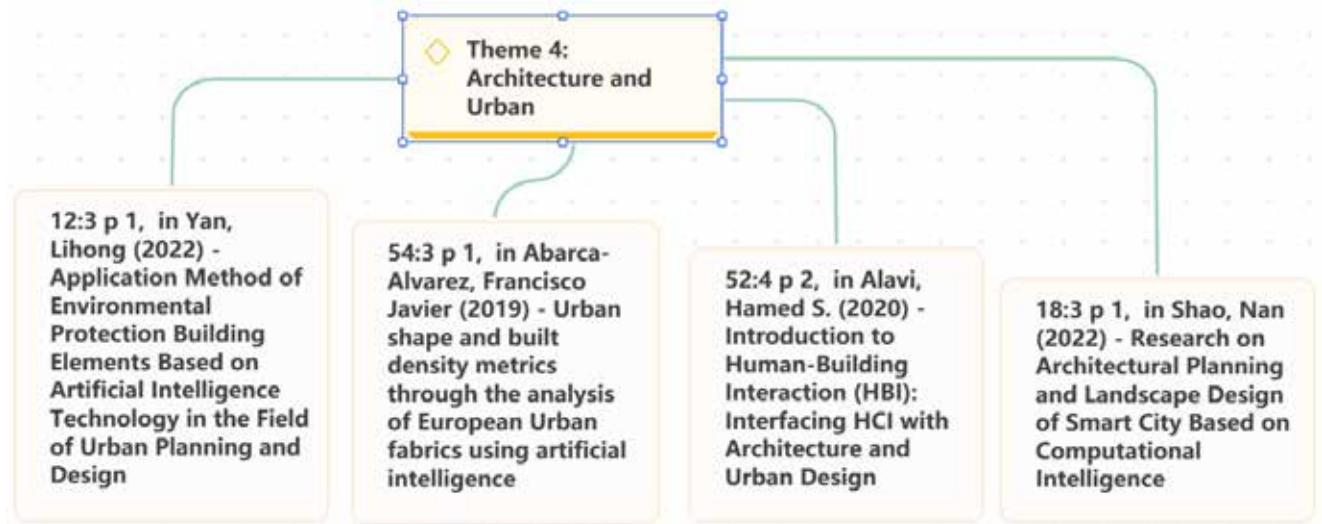 Theme 4:
Architecture and
Urban
12:3 p 1, in Yan,
Lihong (2022) -
Application Method of
Environmental
Protection Building
Elements Based on
Artificial Intelligence
Technology in the Field
of Urban Planning and
Design
54:3 p 1, in Abarca-
Alvarez, Francisco
Javier (2019) - Urban
shape and built
density metrics
through the analysis
of European Urban
fabrics using artificial
intelligence
52:4 p 2, in Alavi,
Hamed S. (2020) -
Introduction to
Human-Building
Interaction (HBI):
Interfacing HCI with
Architecture and
Urban Design
18:3 p 1, in Shao, Nan
(2022) - Research on
Architectural Planning
and Landscape Design
of Smart City Based on
Computational
Intelligence